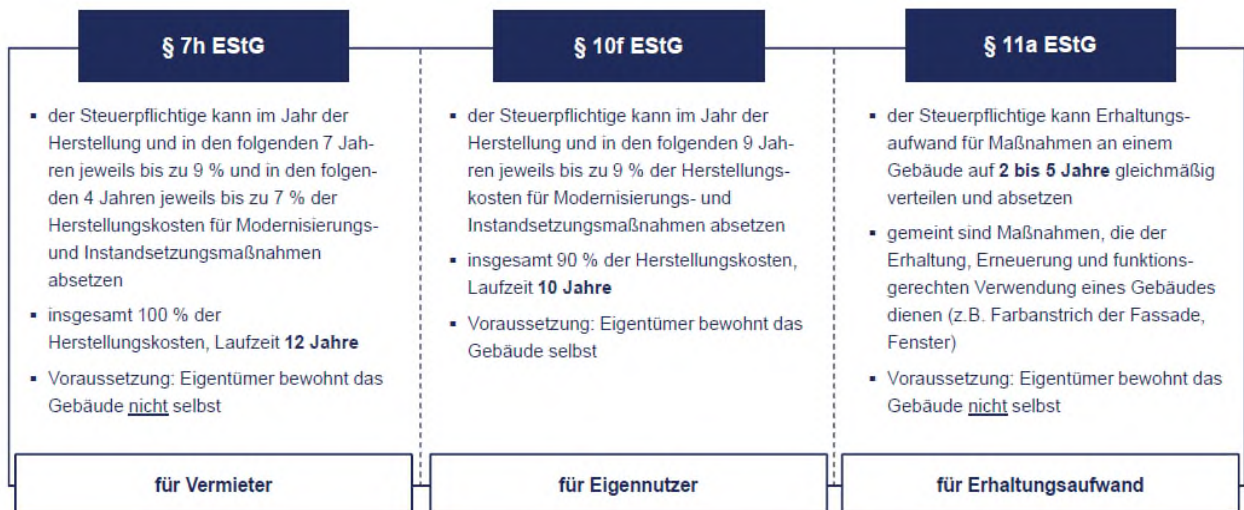 § 7h EStG
der Steuerpflichtige kann im Jahr der
Herstellung und in den folgenden 7 Jah-
ren jeweils bis zu 9 % und in den folgen-
den 4 Jahren jeweils bis zu 7 % der
Herstellungskosten für Modernisierungs-
und Instandsetzungsmaßnahmen
absetzen
insgesamt 100 % der
Herstellungskosten, Laufzeit 12 Jahre
Voraussetzung: Eigentümer bewohnt das
Gebäude nicht selbst
für Vermieter
§ 10f EStG
der Steuerpflichtige kann im Jahr der
Herstellung und in den folgenden 9 Jah-
ren jeweils bis zu 9 % der Herstellungs-
kosten für Modernisierungs- und
Instandsetzungsmaßnahmen absetzen
insgesamt 90 % der Herstellungskosten,
Laufzeit 10 Jahre
Voraussetzung: Eigentümer bewohnt das
Gebäude selbst
für Eigennutzer
§ 11a EStG
der Steuerpflichtige kann Erhaltungs-
aufwand für Maßnahmen an einem
Gebäude auf 2 bis 5 Jahre gleichmäßig
verteilen und absetzen
gemeint sind Maßnahmen, die der
Erhaltung, Erneuerung und funktions-
gerechten Verwendung eines Gebäudes
dienen (z.B. Farbanstrich der Fassade,
Fenster)
Voraussetzung: Eigentümer bewohnt das
Gebäude nicht selbst
für Erhaltungsaufwand